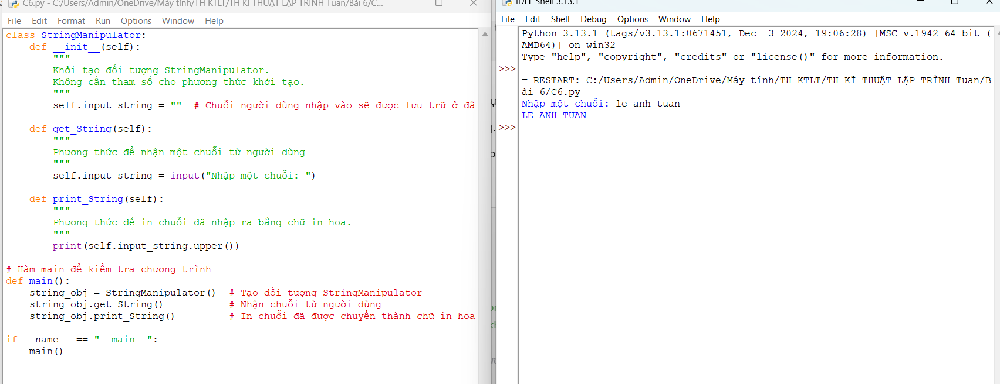 C6.py - C:/Users/Admin/OneDrive/Máy tính/TH KTLT/TH KĨ THUẬT LẬP TRÌNH Tuan/Bài 6/C...
File Edit Format Run Options Window Help
class StringManipulator:
    def __init__(self):
        """
        Khởi tạo đối tượng StringManipulator.
        Không cần tham số cho phương thức khởi tạo.
        """
        self.input_string = ""  # Chuỗi người dùng nhập vào sẽ được lưu trữ ở đâ
    def get_String(self):
        """
        Phương thức để nhận một chuỗi từ người dùng
        """
        self.input_string = input("Nhập một chuỗi: ")
    def print_String(self):
        """
        Phương thức để in chuỗi đã nhập ra bằng chữ in hoa.
        """
        print(self.input_string.upper())
# Hàm main để kiểm tra chương trình
def main():
    string_obj = StringManipulator()  # Tạo đối tượng StringManipulator
    string_obj.get_String()           # Nhận chuỗi từ người dùng
    string_obj.print_String()         # In chuỗi đã được chuyển thành chữ in hoa
if __name__ == "__main__":
    main()
IDLE Shell 3.13.1
File Edit Shell Debug Options Window Help
Python 3.13.1 (tags/v3.13.1:0671451, Dec  3 2024, 19:06:28) [MSC v.1942 64 bit (
AMD64)] on win32
Type "help", "copyright", "credits" or "license()" for more information.
>>>
= RESTART: C:/Users/Admin/OneDrive/Máy tính/TH KTLT/TH KĨ THUẬT LẬP TRÌNH Tuan/B
ài 6/C6.py
Nhập một chuỗi: le anh tuan
LE ANH TUAN
>>>